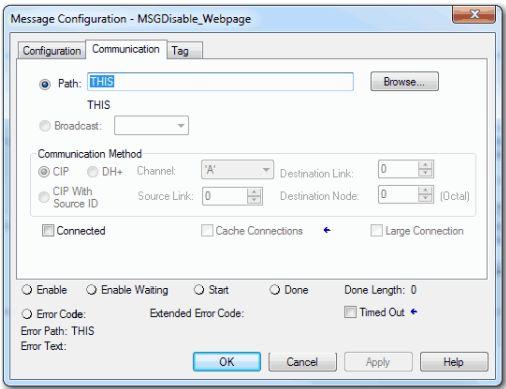 Message Configuration - MSGDisable_Webpage
Configuration Communication Tag
Path: THIS Browse...
THIS
Broadcast:
Communication Method
CIP DH+ Channel: 'A' Destination Link: 0
CIP With Source ID Source Link: 0 Destination Node: 0 (Octal)
Connected Cache Connections Large Connection
Enable Enable Waiting Start Done Done Length: 0
Error Code: Extended Error Code: Timed Out
Error Path: THIS
Error Text:
OK Cancel Apply Help